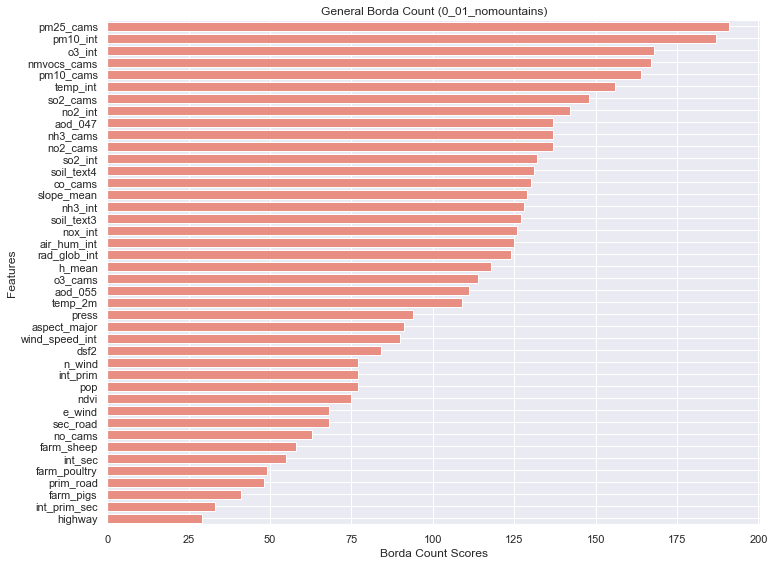 General Borda Count (0_01_nomountains)
Features
pm25_cams
pm10_int
o3_int
nmvocs_cams
pm10_cams
temp_int
so2_cams
no2_int
aod_047
nh3_cams
no2_cams
so2_int
soil_text4
co_cams
slope_mean
nh3_int
soil_text3
nox_int
air_hum_int
rad_glob_int
h_mean
o3_cams
aod_055
temp_2m
press
aspect_major
wind_speed_int
dsf2
n_wind
int_prim
pop
ndvi
e_wind
sec_road
no_cams
farm_sheep
int_sec
farm_poultry
prim_road
farm_pigs
int_prim_sec
highway
0 25 50 75 100 125 150 175 200
Borda Count Scores